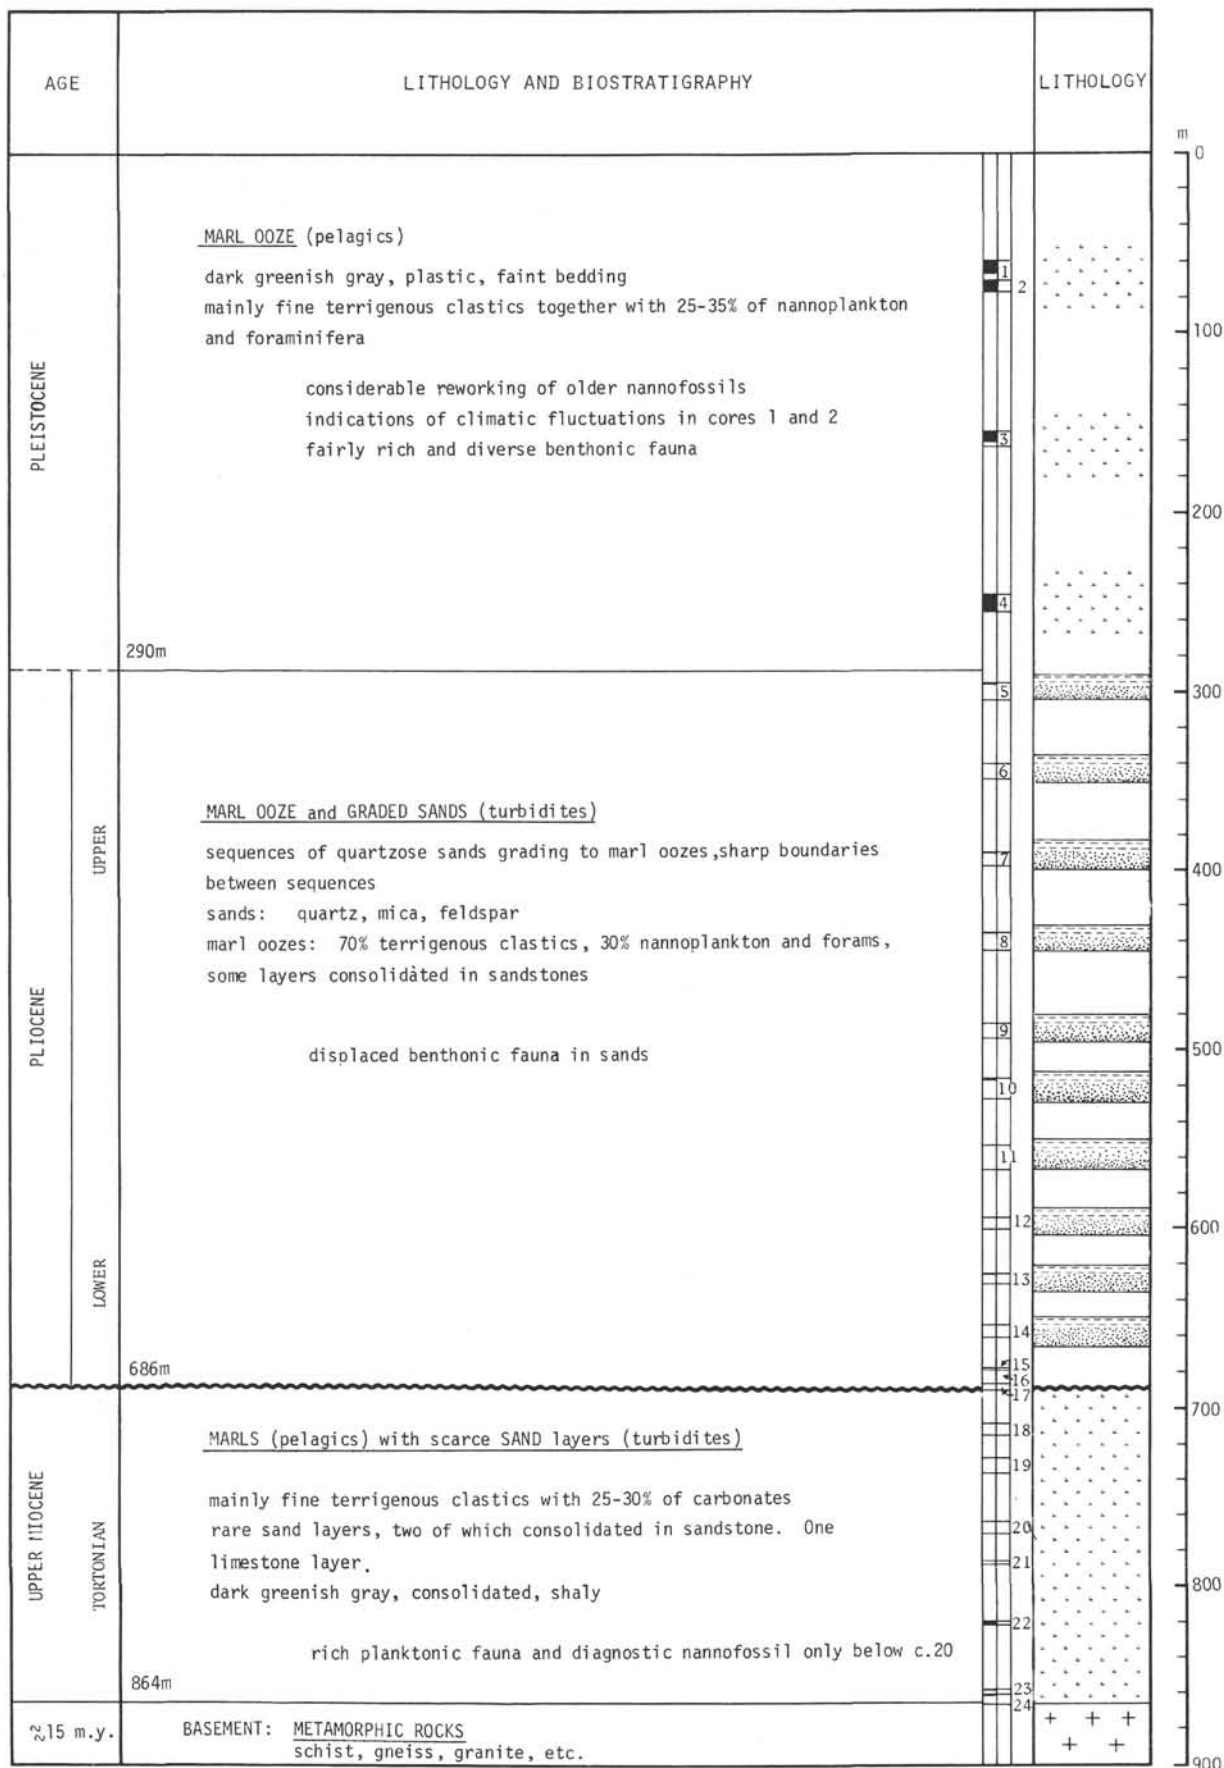 AGE
LITHOLOGY AND BIOSTRATIGRAPHY
LITHOLOGY
m
0
PLEISTOCENE
MARL OOZE (pelagics)
dark greenish gray, plastic, faint bedding
mainly fine terrigenous clastics together with 25-35% of nannoplankton
and foraminifera
considerable reworking of older nannofossils
indications of climatic fluctuations in cores 1 and 2
fairly rich and diverse benthonic fauna
290m
1
2
3
4
100
200
PLIOCENE
UPPER
LOWER
MARL OOZE and GRADED SANDS (turbidites)
sequences of quartzose sands grading to marl oozes,sharp boundaries
between sequences
sands: quartz, mica, feldspar
marl oozes: 70% terrigenous clastics, 30% nannoplankton and forams,
some layers consolidated in sandstones
displaced benthonic fauna in sands
686m
5
6
7
8
9
10
11
12
13
14
15
16
17
300
400
500
600
UPPER MIOCENE
TORTONIAN
MARLS (pelagics) with scarce SAND layers (turbidites)
mainly fine terrigenous clastics with 25-30% of carbonates
rare sand layers, two of which consolidated in sandstone. One
limestone layer.
dark greenish gray, consolidated, shaly
rich planktonic fauna and diagnostic nannofossil only below c.20
864m
18
19
20
21
22
23
24
700
800
15 m.y.
BASEMENT: METAMORPHIC ROCKS
schist, gneiss, granite, etc.
900